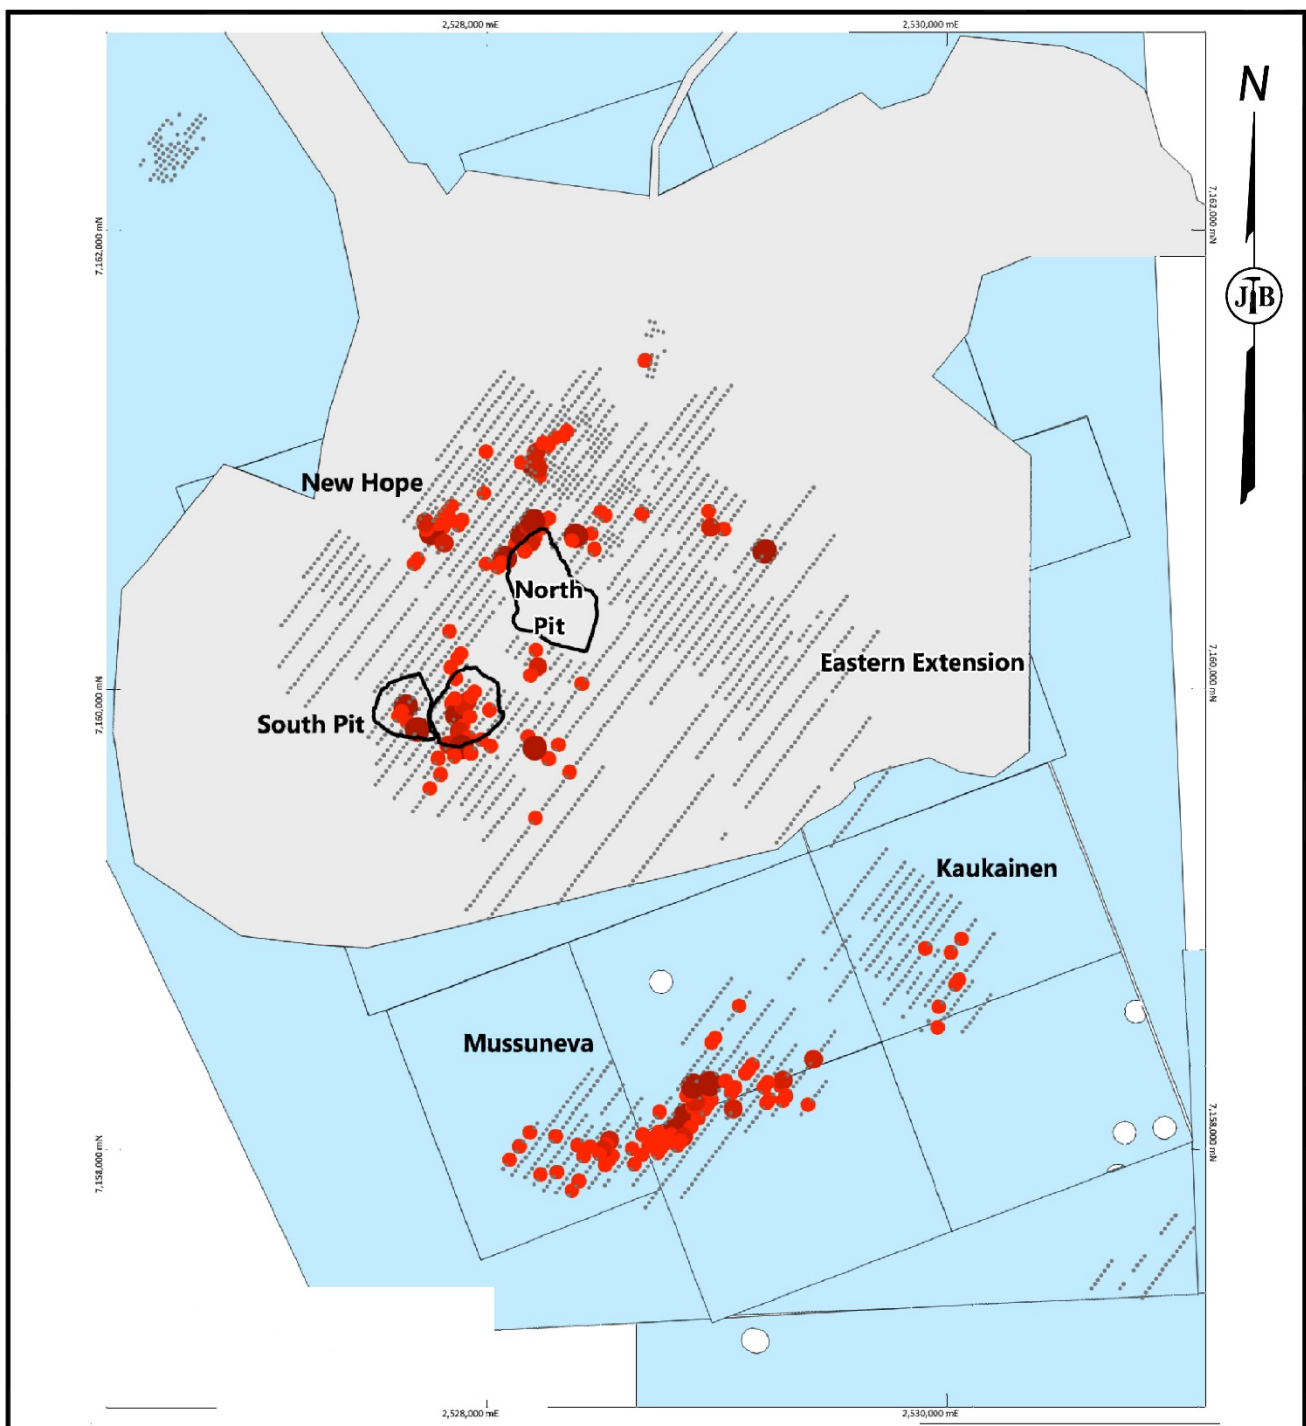 2,528,000 mE
2,530,000 mE
N
7,162,000 mN
7,162,000 mN
JTB
New Hope
North
Pit
Eastern Extension
South Pit
7,160,000 mN
7,160,000 mN
Kaukainen
Mussuneva
7,158,000 mN
7,158,000 mN
2,528,000 mE
2,530,000 mE